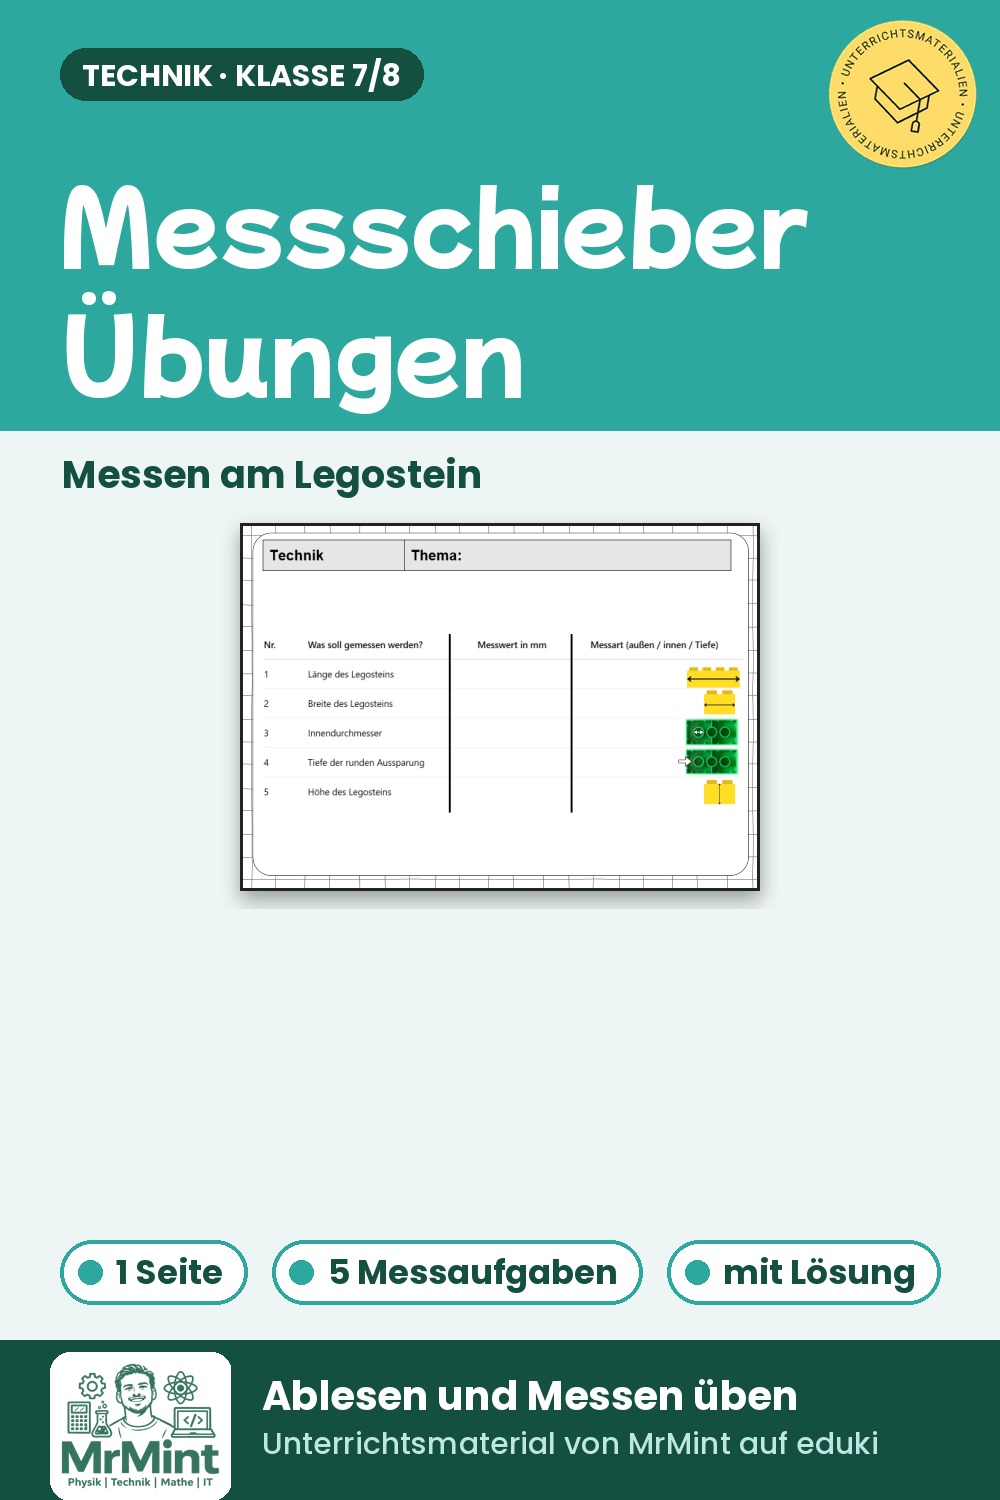 TECHNIK · KLASSE 7/8
UNTERRICHTSMATERIALIEN · UNTERRICHTSMATERIALIEN ·
Messschieber
Übungen
Messen am Legostein
Technik Thema:
Nr. Was soll gemessen werden? Messwert in mm Messart (außen / innen / Tiefe)
1 Länge des Legosteins
2 Breite des Legosteins
3 Innendurchmesser
4 Tiefe der runden Aussparung
5 Höhe des Legosteins
1 Seite
5 Messaufgaben
mit Lösung
MrMint
Physik | Technik | Mathe | IT
Ablesen und Messen üben
Unterrichtsmaterial von MrMint auf eduki